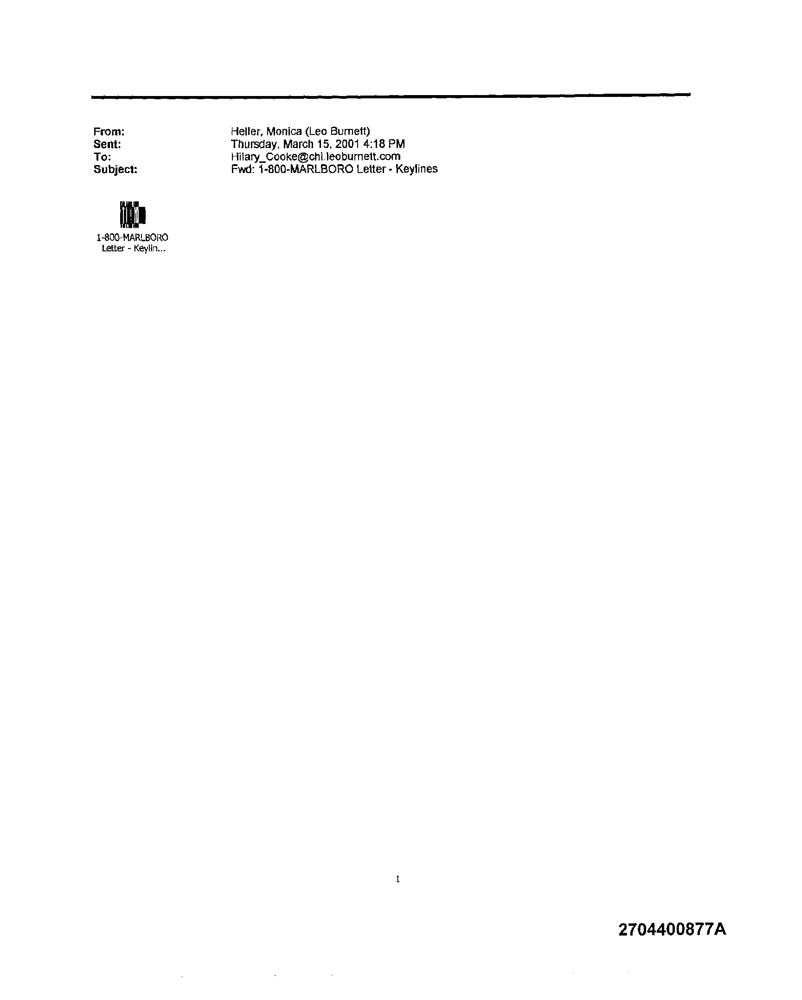 From: Heller, Monica (Leo Burnett)
Sent: Thursday, March 15, 2001 4:18 PM
To: Hilary_Cooke@chi.leoburnett.com
Subject: Fwd: 1-800-MARLBORO Letter - Keylines
1-800-MARLBORO
Letter - Keylin...
1
2704400877A